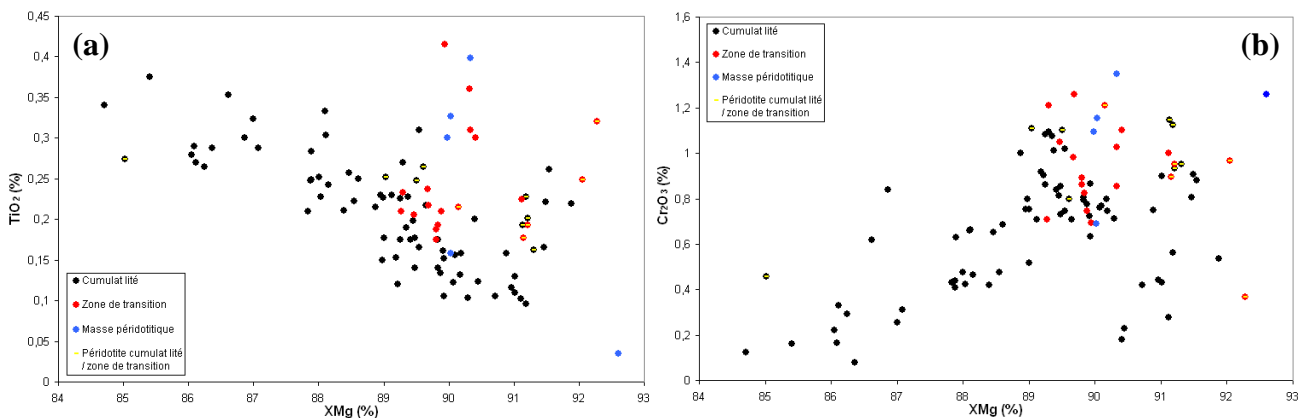 (a)
0,45
0,4
0,35
0,3
0,25
0,2
0,15
0,1
0,05
0
TiO₂ (%)
Cumulat lité
Zone de transition
Masse péridotitique
Péridotite cumulat lité
/ zone de transition
84 85 86 87 88 89 90 91 92 93
XMg (%)
(b)
1,6
1,4
1,2
1
0,8
0,6
0,4
0,2
0
Cr₂O₃ (%)
Cumulat lité
Zone de transition
Masse péridotitique
Péridotite cumulat lité
/ zone de transition
84 85 86 87 88 89 90 91 92 93
XMg (%)